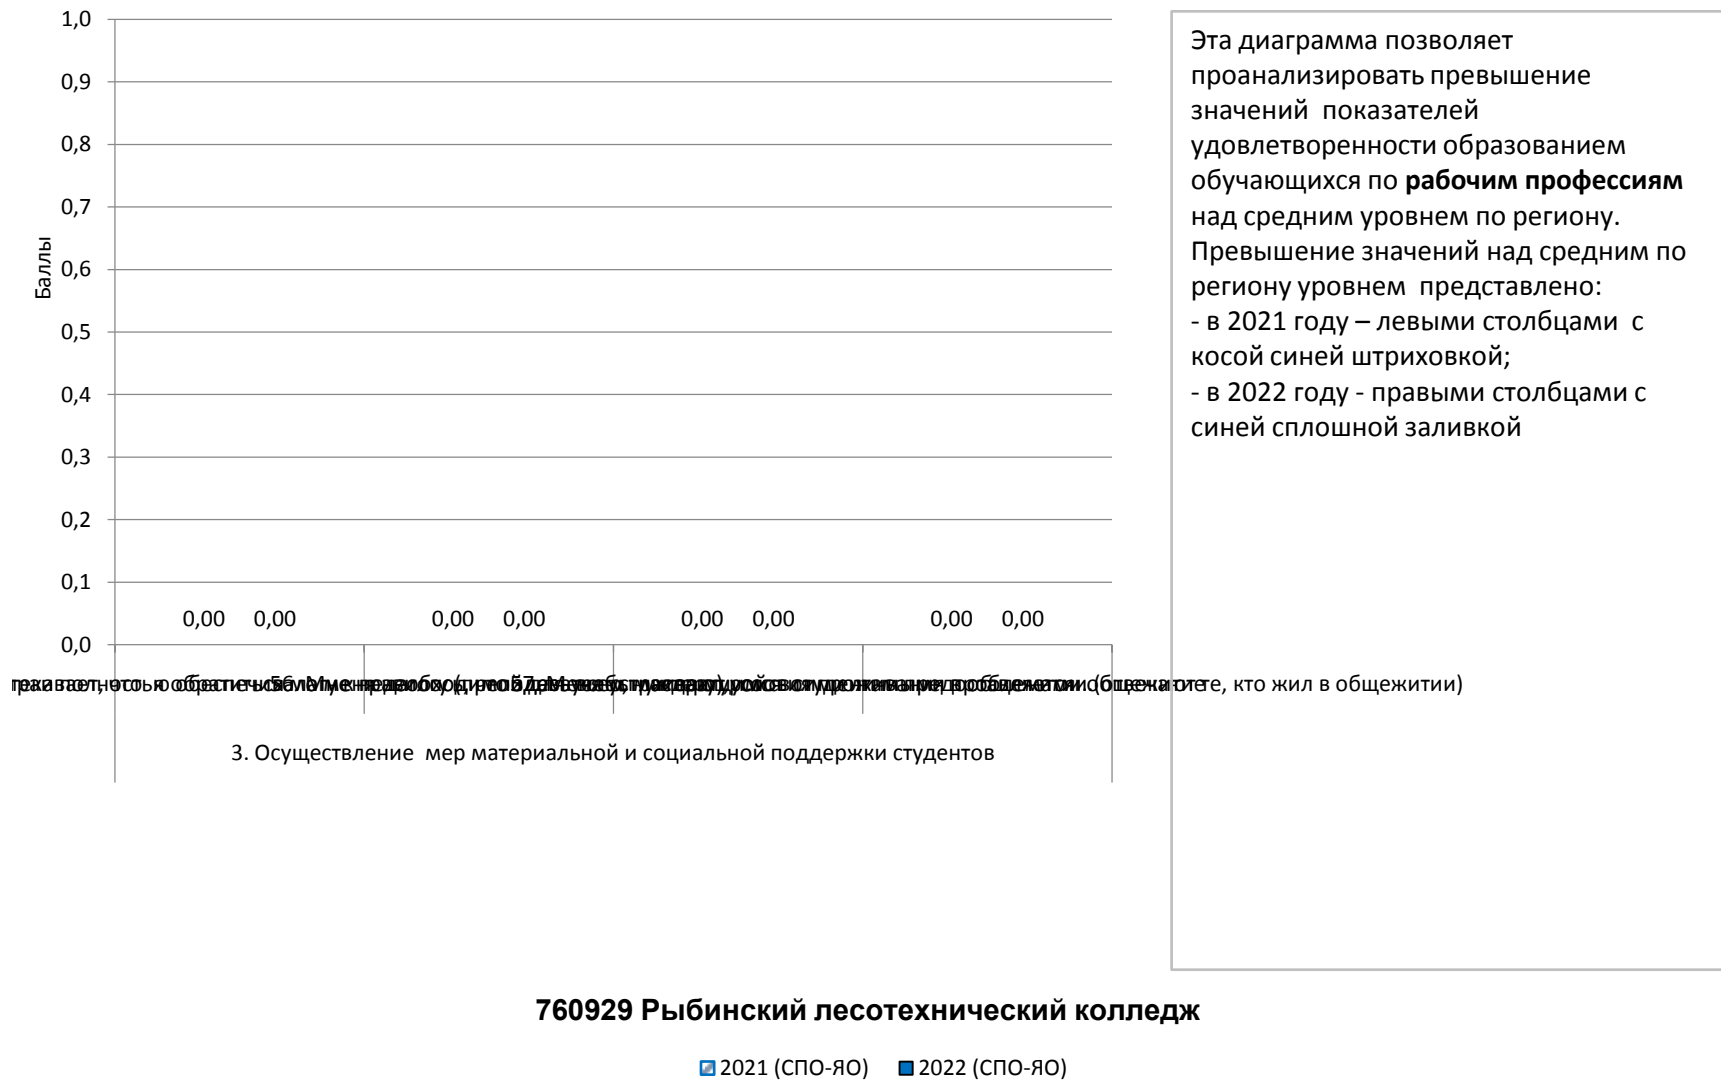 1,0
0,9
0,8
0,7
0,6
0,5
0,4
0,3
0,2
0,1
0,0
Баллы
0,00 0,00 0,00 0,00 0,00 0,00 0,00 0,00
те, кто жил в общежитии)
3. Осуществление мер материальной и социальной поддержки студентов
Эта диаграмма позволяет
проанализировать превышение
значений показателей
удовлетворенности образованием
обучающихся по рабочим профессиям
над средним уровнем по региону.
Превышение значений над средним по
региону уровнем представлено:
- в 2021 году – левыми столбцами с
косой синей штриховкой;
- в 2022 году - правыми столбцами с
синей сплошной заливкой
760929 Рыбинский лесотехнический колледж
2021 (СПО-ЯО) 2022 (СПО-ЯО)